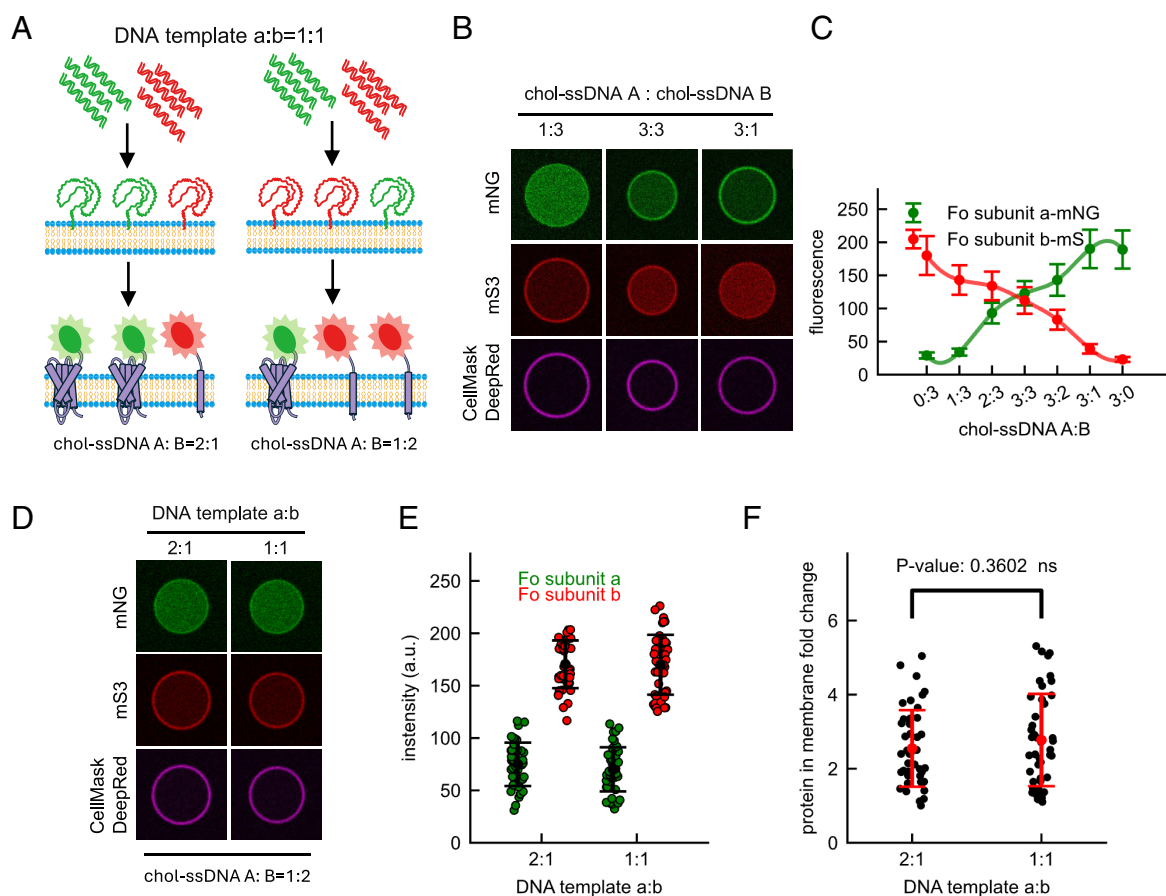 A
DNA template a:b=1:1
chol-ssDNA A: B=2:1
chol-ssDNA A: B=1:2
B
chol-ssDNA A : chol-ssDNA B
1:3
3:3
3:1
mNG
mS3
CellMask
DeepRed
C
Fo subunit a-mNG
Fo subunit b-mS
fluorescence
250
200
150
100
50
0
0:3
1:3
2:3
3:3
3:2
3:1
3:0
chol-ssDNA A:B
D
DNA template a:b
2:1
1:1
mNG
mS3
CellMask
DeepRed
chol-ssDNA A: B=1:2
E
Fo subunit a
Fo subunit b
instensity (a.u.)
250
200
150
100
50
0
2:1
1:1
DNA template a:b
F
P-value: 0.3602 ns
protein in membrane fold change
6
4
2
0
2:1
1:1
DNA template a:b